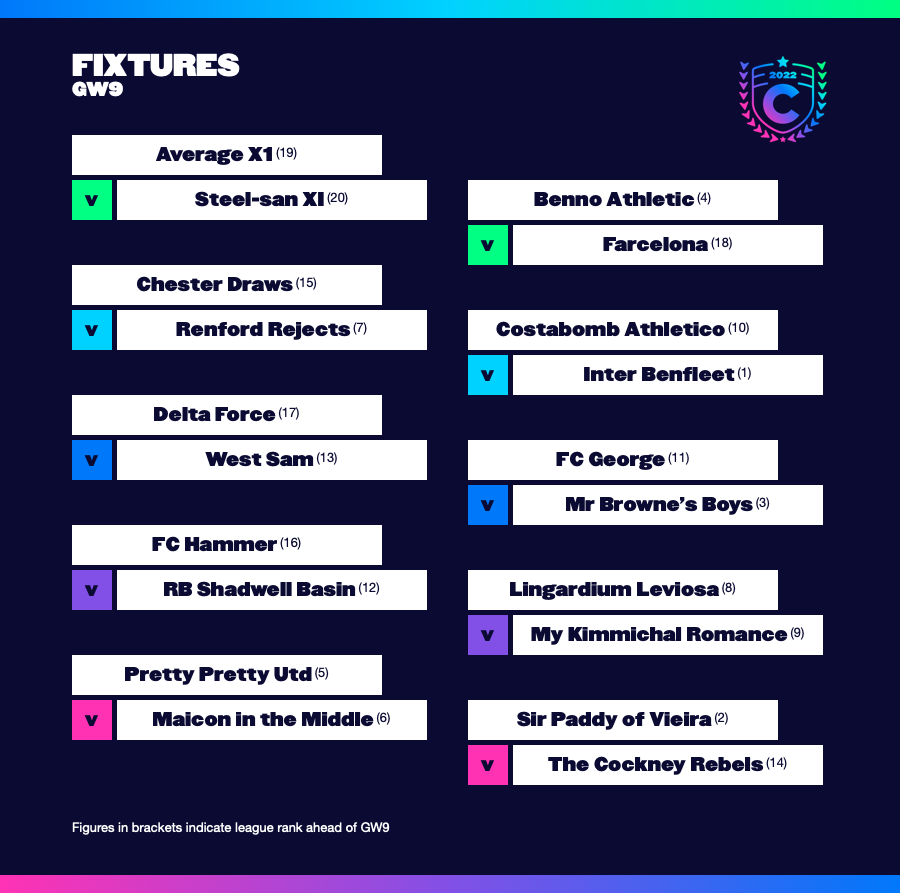 FIXTURES
GW9
2022
C
Average X1 (19)
v Steel-san XI (20)
Chester Draws (15)
v Renford Rejects (7)
Delta Force (17)
v West Sam (13)
FC Hammer (16)
v RB Shadwell Basin (12)
Pretty Pretty Utd (5)
v Maicon in the Middle (6)
Benno Athletic (4)
v Farcelona (18)
Costabomb Athletico (10)
v Inter Benfleet (1)
FC George (11)
v Mr Browne’s Boys (3)
Lingardium Leviosa (8)
v My Kimmichal Romance (9)
Sir Paddy of Vieira (2)
v The Cockney Rebels (14)
Figures in brackets indicate league rank ahead of GW9